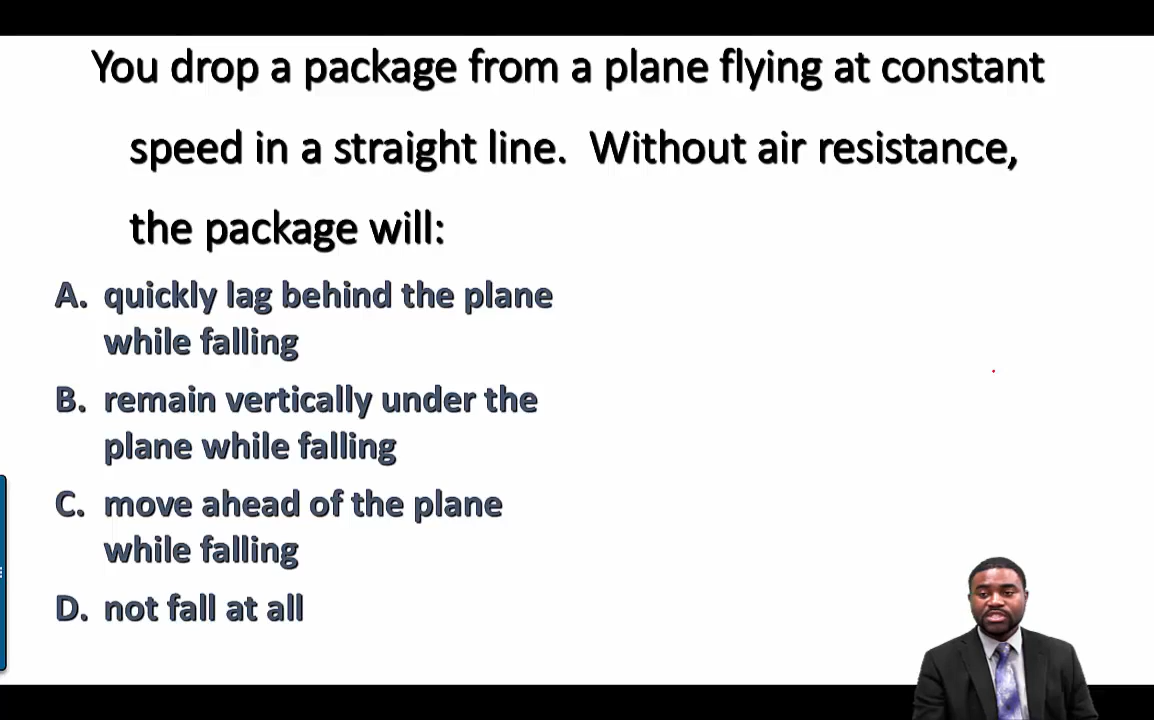 You drop a package from a plane flying at constant
speed in a straight line.  Without air resistance,
the package will:
A. quickly lag behind the plane
while falling
B. remain vertically under the
plane while falling
C. move ahead of the plane
while falling
D. not fall at all